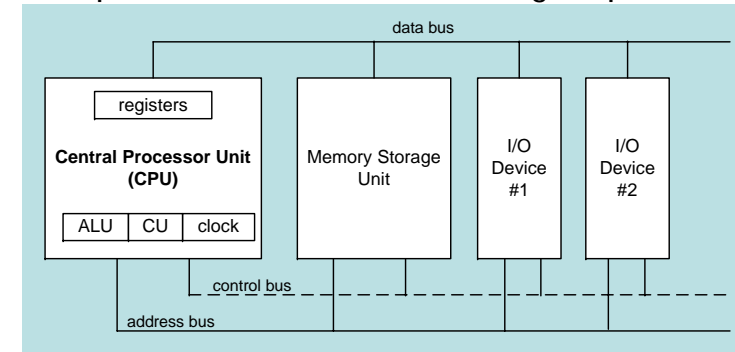 data bus
registers
Central Processor Unit
(CPU)
ALU CU clock
Memory Storage
Unit
I/O
Device
#1
I/O
Device
#2
control bus
address bus